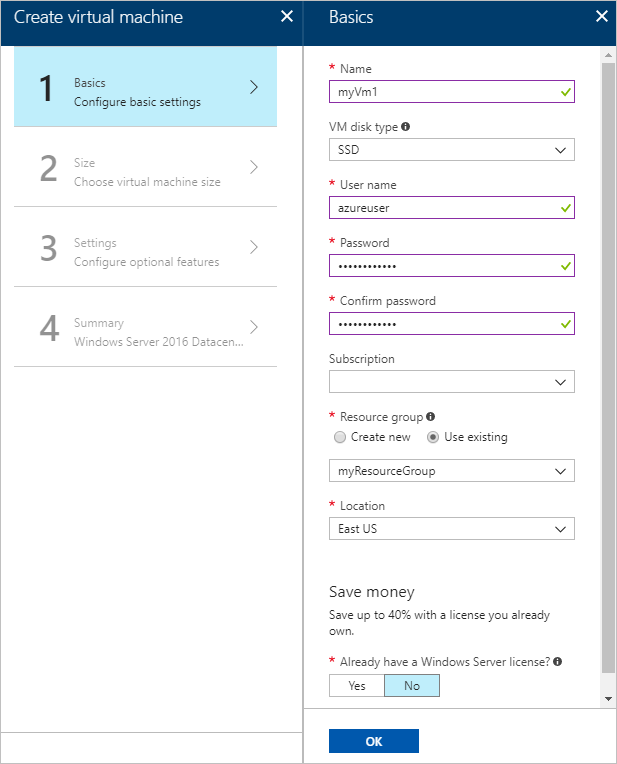 Create virtual machine
1
Basics
Configure basic settings
2
Size
Choose virtual machine size
3
Settings
Configure optional features
4
Summary
Windows Server 2016 Datacen...
Basics
* Name
myVm1
VM disk type
SSD
* User name
azureuser
* Password
••••••••••••
* Confirm password
••••••••••••
Subscription
* Resource group
Create new Use existing
myResourceGroup
* Location
East US
Save money
Save up to 40% with a license you already
own.
* Already have a Windows Server license?
Yes No
OK